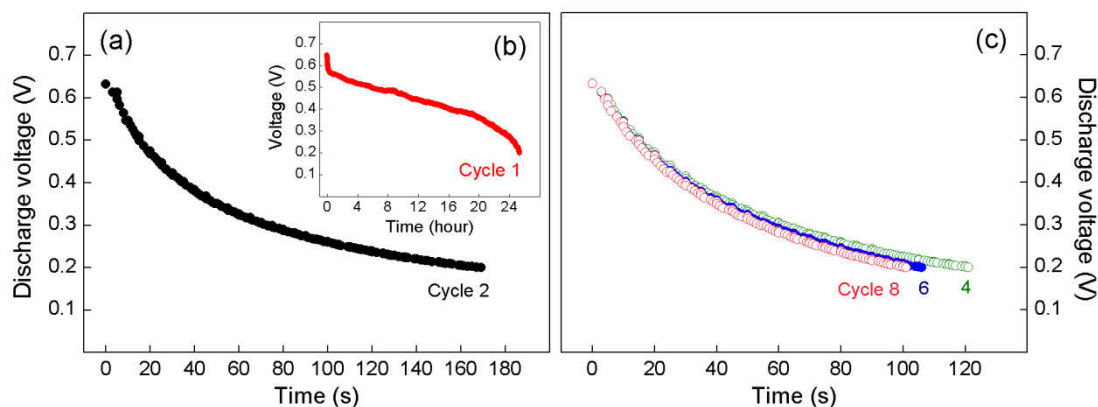 (a)
Discharge voltage (V)
0.7
0.6
0.5
0.4
0.3
0.2
0.1
0 20 40 60 80 100 120 140 160 180
Time (s)
Cycle 2
(b)
Voltage (V)
0.7
0.6
0.5
0.4
0.3
0.2
0.1
0 4 8 12 16 20 24
Time (hour)
Cycle 1
(c)
0.7
0.6
0.5
0.4
0.3
0.2
0.1
Discharge voltage (V)
Cycle 8 6 4
0 20 40 60 80 100 120
Time (s)